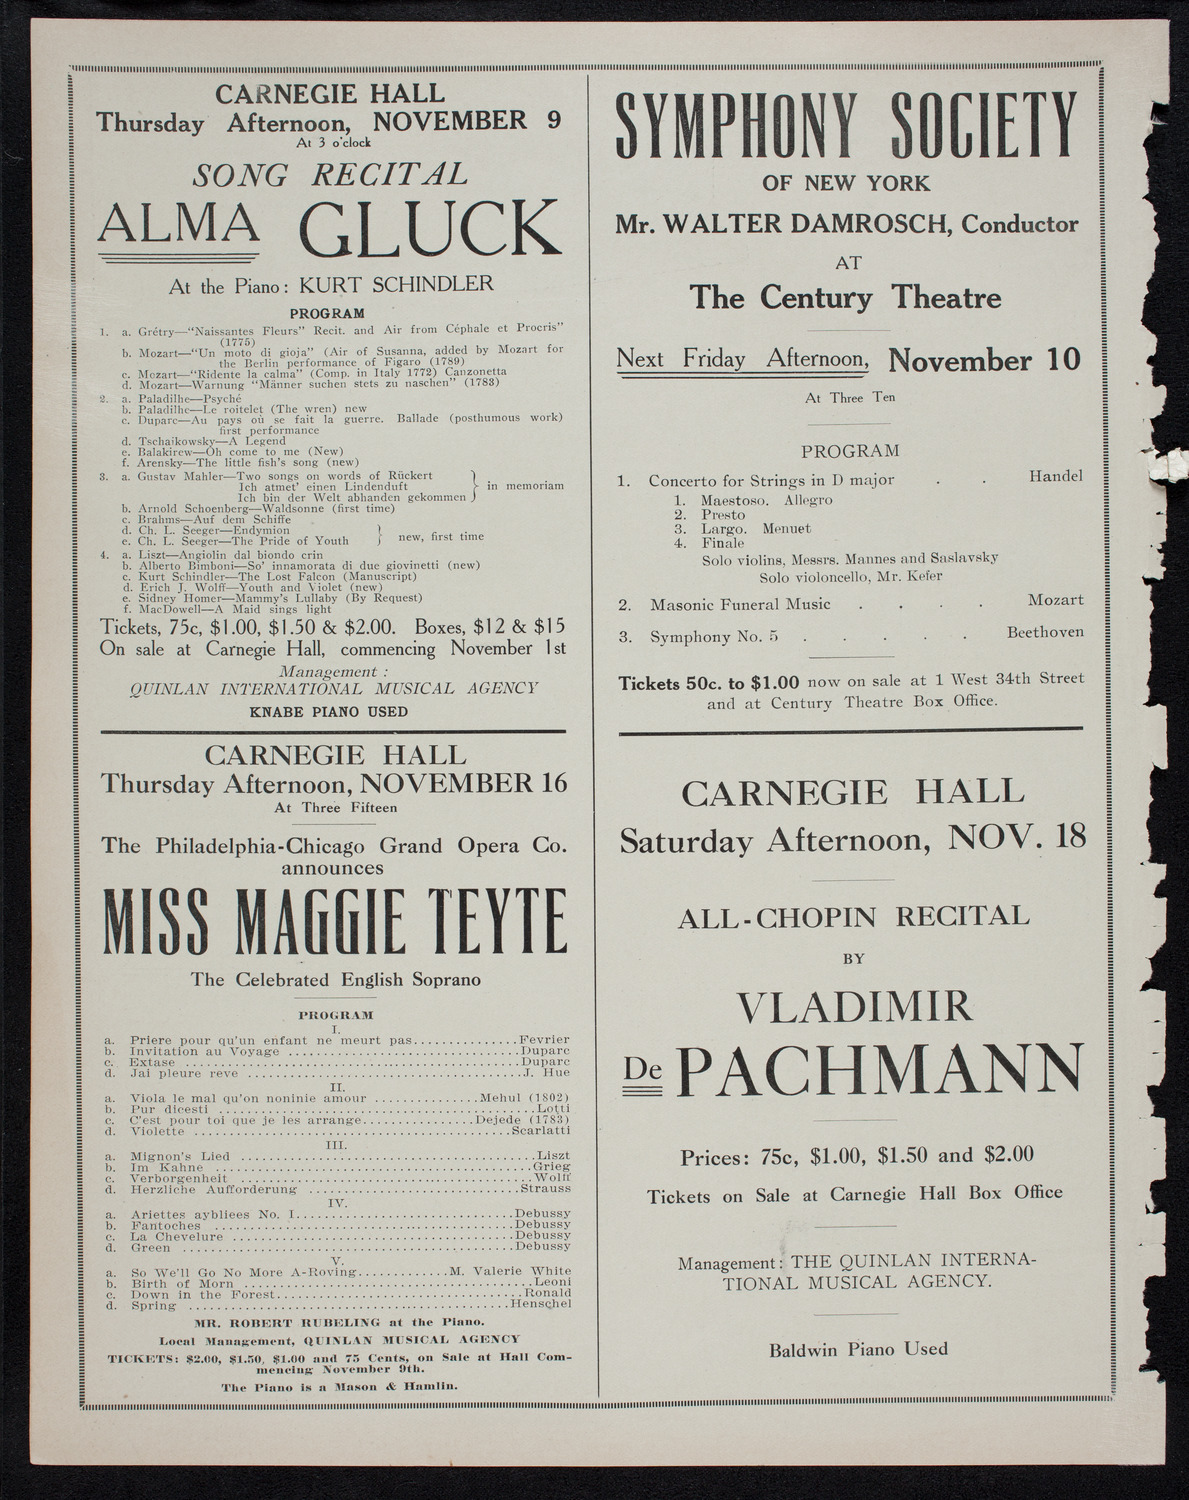 CARNEGIE HALL
Thursday Afternoon, NOVEMBER 9
At 3 o'clock
SONG RECITAL
ALMA GLUCK
At the Piano: KURT SCHINDLER
PROGRAM
1. a. Grétry—"Naissantes Fleurs" Recit. and Air from Céphale et Procris"
(1775)
b. Mozart—"Un moto di gioja" (Air of Susanna, added by Mozart for
the Berlin performance of Figaro (1789)
c. Mozart—"Ridente la calma" (Comp. in Italy 1772) Canzonetta
d. Mozart—Warnung "Männer suchen stets zu naschen" (1783)
2. a. Paladilhe—Psyché
b. Paladilhe—Le roitelet (The wren) new
c. Duparc—Au pays où se fait la guerre. Ballade (posthumous work)
first performance
d. Tschaikowsky—A Legend
e. Balakirew—Oh come to me (New)
f. Arensky—The little fish's song (new)
3. a. Gustav Mahler—Two songs on words of Rückert
Ich atmet' einen Lindenduft } in memoriam
Ich bin der Welt abhanden gekommen
b. Arnold Schoenberg—Waldsonne (first time)
c. Brahms—Auf dem Schiffe
d. Ch. L. Seeger—Endymion
e. Ch. L. Seeger—The Pride of Youth } new, first time
4. a. Liszt—Angiolin dal biondo crin
b. Alberto Bimboni—So' innamorata di due giovinetti (new)
c. Kurt Schindler—The Lost Falcon (Manuscript)
d. Erich J. Wolff—Youth and Violet (new)
e. Sidney Homer—Mammy's Lullaby (By Request)
f. MacDowell—A Maid sings light
Tickets, 75c, $1.00, $1.50 & $2.00. Boxes, $12 & $15
On sale at Carnegie Hall, commencing November 1st
Management:
QUINLAN INTERNATIONAL MUSICAL AGENCY
KNABE PIANO USED
CARNEGIE HALL
Thursday Afternoon, NOVEMBER 16
At Three Fifteen
The Philadelphia-Chicago Grand Opera Co.
announces
MISS MAGGIE TEYTE
The Celebrated English Soprano
PROGRAM
I.
a. Priere pour qu'un enfant ne meurt pas..............Fevrier
b. Invitation au Voyage ..............Duparc
c. Extase ..............Duparc
d. Jai pleure reve ..............J. Hue
II.
a. Viola le mal qu'on noninie amour ..............Mehul (1802)
b. Pur dicesti ..............Lotti
c. C'est pour toi que je les arrange..............Dejede (1783)
d. Violette ..............Scarlatti
III.
a. Mignon's Lied ..............Liszt
b. Im Kahne ..............Grieg
c. Verborgenheit ..............Wolff
d. Herzliche Aufforderung ..............Strauss
IV.
a. Ariettes aybliees No. I..............Debussy
b. Fantoches ..............Debussy
c. La Chevelure ..............Debussy
d. Green ..............Debussy
V.
a. So We'll Go No More A-Roving............M. Valerie White
b. Birth of Morn ..............Leoni
c. Down in the Forest..............Ronald
d. Spring ..............Henschel
MR. ROBERT RUBELING at the Piano.
Local Management, QUINLAN MUSICAL AGENCY
TICKETS: $2.00, $1.50, $1.00 and 75 Cents, on Sale at Hall Com-
mencing November 9th.
The Piano is a Mason & Hamlin.
SYMPHONY SOCIETY
OF NEW YORK
Mr. WALTER DAMROSCH, Conductor
AT
The Century Theatre
Next Friday Afternoon, November 10
At Three Ten
PROGRAM
1. Concerto for Strings in D major . . Handel
1. Maestoso. Allegro
2. Presto
3. Largo. Menuet
4. Finale
Solo violins, Messrs. Mannes and Saslavsky
Solo violoncello, Mr. Kefer
2. Masonic Funeral Music . . . . Mozart
3. Symphony No. 5 . . . . . Beethoven
Tickets 50c. to $1.00 now on sale at 1 West 34th Street
and at Century Theatre Box Office.
CARNEGIE HALL
Saturday Afternoon, NOV. 18
ALL-CHOPIN RECITAL
BY
VLADIMIR
De PACHMANN
Prices: 75c, $1.00, $1.50 and $2.00
Tickets on Sale at Carnegie Hall Box Office
Management: THE QUINLAN INTERNA-
TIONAL MUSICAL AGENCY.
Baldwin Piano Used